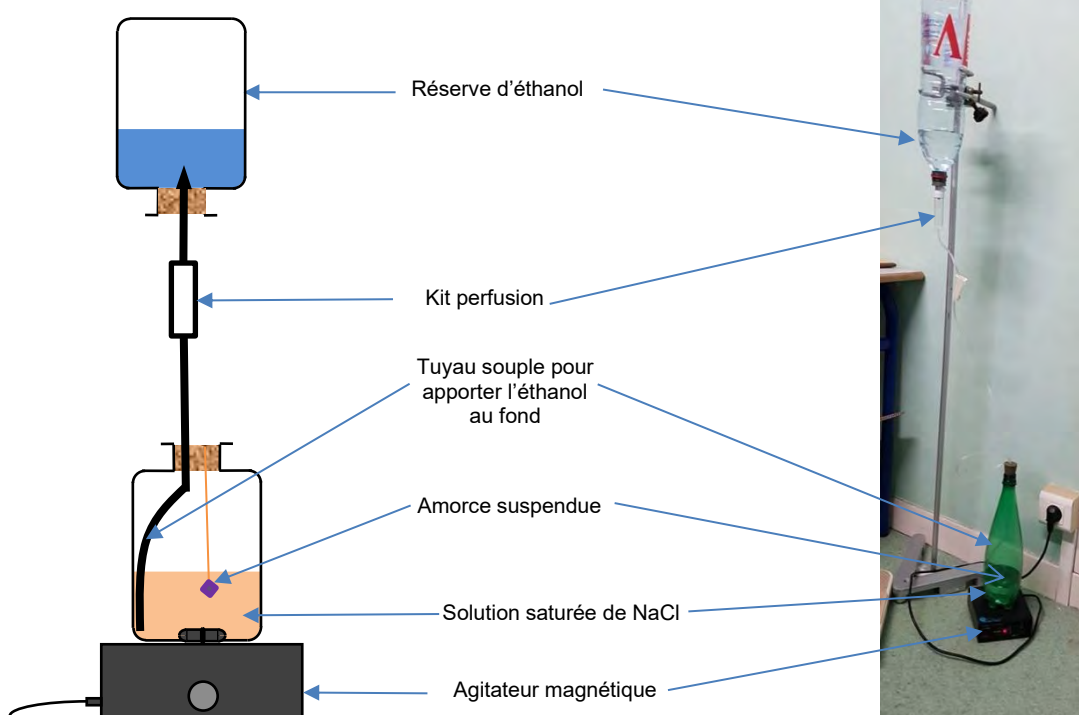 Réserve d’éthanol
Kit perfusion
Tuyau souple pour
apporter l’éthanol
au fond
Amorce suspendue
Solution saturée de NaCl
Agitateur magnétique